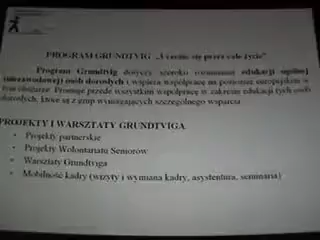 PROGRAM GRUNDTVIG „Uczenie się przez całe życie"
Program Grundtvig dotyczy szeroko rozumianej edukacji ogólnej
(niezawodowej) osób dorosłych i wspiera współpracę na poziomie europejskim w
tym obszarze. Promuje przede wszystkim współpracę w zakresie edukacji tych osób
dorosłych, które są z grup wymagających szczególnego wsparcia
PROJEKTY I WARSZTATY GRUNDTVIGA
• Projekty partnerskie
• Projekty Wolontariatu Seniorów
• Warsztaty Grundtviga
• Mobilność kadry (wizyty i wymiana kadry, asystentura, seminaria)